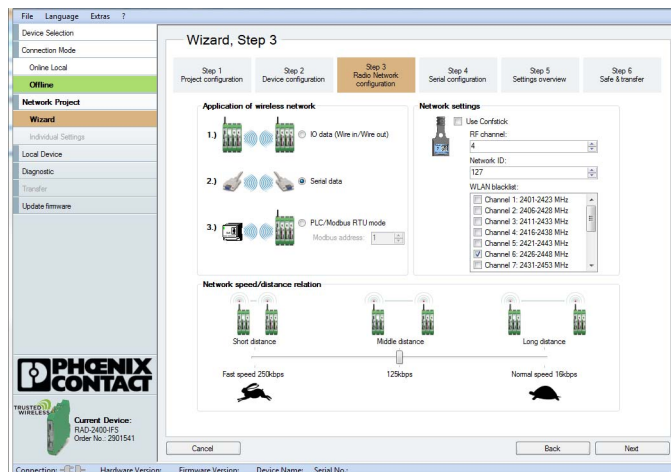 File Language Extras ?
Device Selection
Connection Mode
Online Local
Offline
Network Project
Wizard
Individual Settings
Local Device
Diagnostic
Transfer
Update firmware
PHŒNIX
CONTACT
TRUSTED
WIRELESS
Current Device:
RAD-2400-IFS
Order No.: 2901541
Wizard, Step 3
Step 1
Project configuration
Step 2
Device configuration
Step 3
Radio Network
configuration
Step 4
Serial configuration
Step 5
Settings overview
Step 6
Safe & transfer
Application of wireless network
1.) IO data (Wire in/Wire out)
2.) Serial data
3.) PLC/Modbus RTU mode
Modbus address: 1
Network settings
Use Confstick
RF channel:
4
Network ID:
127
WLAN blacklist:
Channel 1: 2401-2423 MHz
Channel 2: 2406-2428 MHz
Channel 3: 2411-2433 MHz
Channel 4: 2416-2438 MHz
Channel 5: 2421-2443 MHz
Channel 6: 2426-2448 MHz
Channel 7: 2431-2453 MHz
Network speed/distance relation
Short distance Middle distance Long distance
Fast speed 250kbps 125kbps Normal speed 16kbps
Cancel Back Next
Connection: Hardware Version: Firmware Version: Device Name: Serial No.: